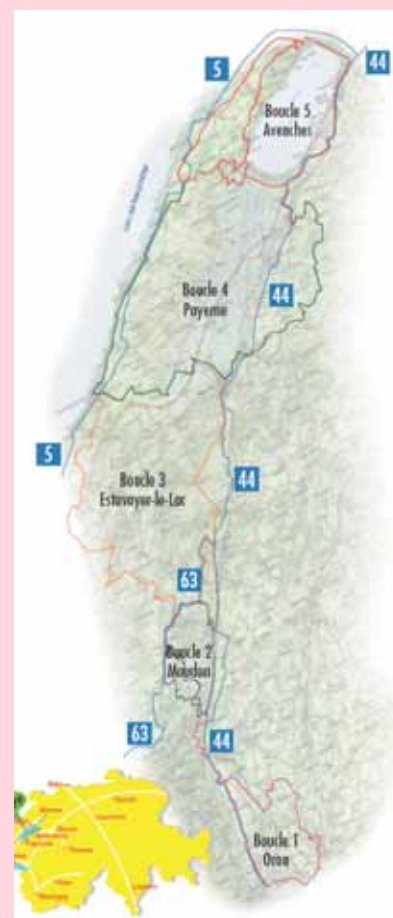 5
44
Boucle 5
Avenches
Boucle 4
Payerne
44
5
Boucle 3
Estavayer-le-Lac
44
63
Boucle 2
Moudon
63
44
Boucle 1
Oron